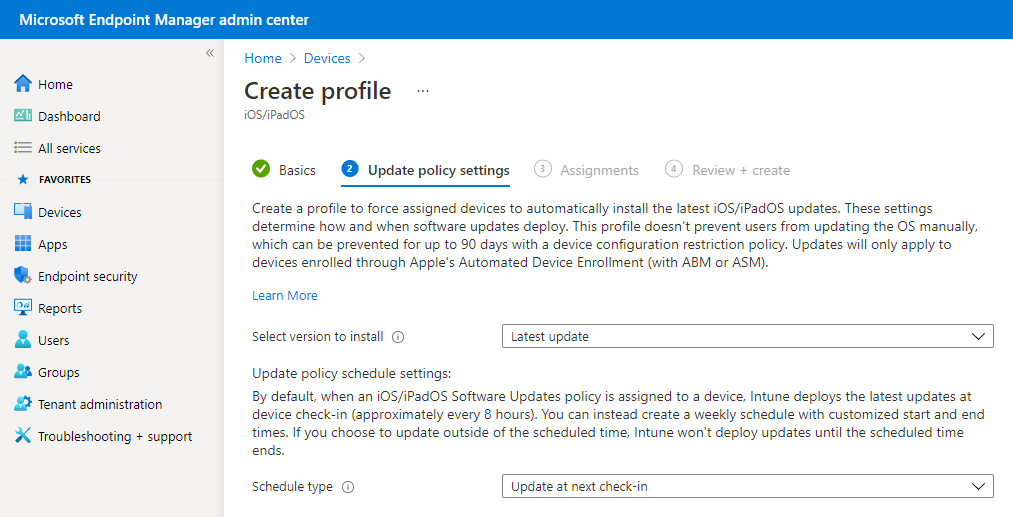 Microsoft Endpoint Manager admin center
«
Home
Dashboard
All services
FAVORITES
Devices
Apps
Endpoint security
Reports
Users
Groups
Tenant administration
Troubleshooting + support
Home > Devices >
Create profile ...
iOS/iPadOS
Basics 2 Update policy settings 3 Assignments 4 Review + create
Create a profile to force assigned devices to automatically install the latest iOS/iPadOS updates. These settings
determine how and when software updates deploy. This profile doesn't prevent users from updating the OS manually,
which can be prevented for up to 90 days with a device configuration restriction policy. Updates will only apply to
devices enrolled through Apple's Automated Device Enrollment (with ABM or ASM).
Learn More
Select version to install Latest update
Update policy schedule settings:
By default, when an iOS/iPadOS Software Updates policy is assigned to a device, Intune deploys the latest updates at
device check-in (approximately every 8 hours). You can instead create a weekly schedule with customized start and end
times. If you choose to update outside of the scheduled time, Intune won't deploy updates until the scheduled time
ends.
Schedule type Update at next check-in